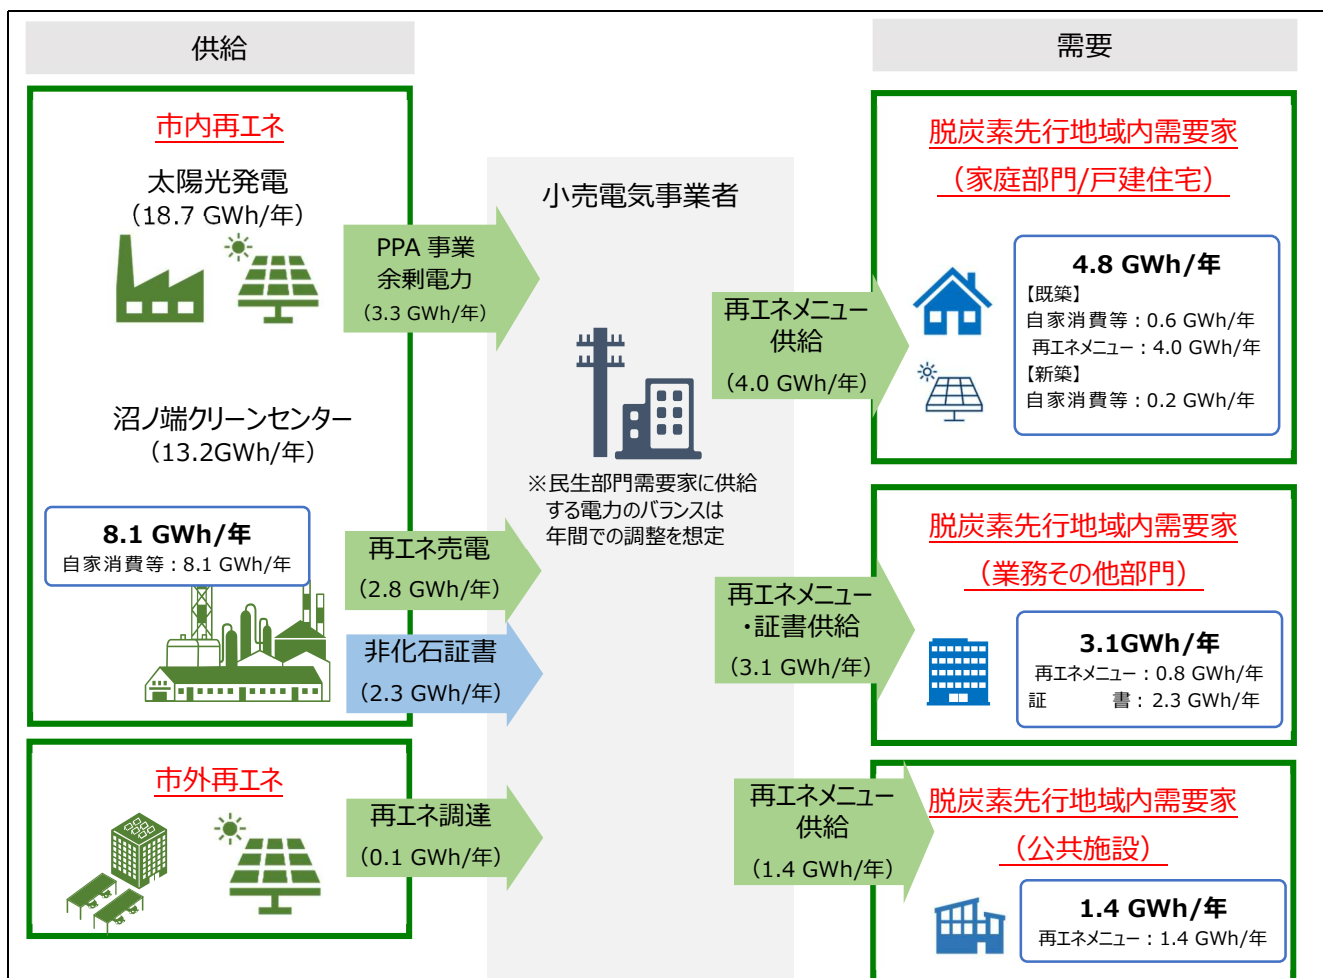 供給
市内再エネ
太陽光発電
（18.7 GWh/年）
沼ノ端クリーンセンター
（13.2GWh/年）
8.1 GWh/年
自家消費等：8.1 GWh/年
市外再エネ
PPA 事業
余剰電力
（3.3 GWh/年）
再エネ売電
（2.8 GWh/年）
非化石証書
（2.3 GWh/年）
再エネ調達
（0.1 GWh/年）
小売電気事業者
※民生部門需要家に供給
する電力のバランスは
年間での調整を想定
再エネメニュー
供給
（4.0 GWh/年）
再エネメニュー
・証書供給
（3.1 GWh/年）
再エネメニュー
供給
（1.4 GWh/年）
需要
脱炭素先行地域内需要家
（家庭部門/戸建住宅）
4.8 GWh/年
【既築】
自家消費等：0.6 GWh/年
再エネメニュー：4.0 GWh/年
【新築】
自家消費等：0.2 GWh/年
脱炭素先行地域内需要家
（業務その他部門）
3.1GWh/年
再エネメニュー：0.8 GWh/年
証　　　書：2.3 GWh/年
脱炭素先行地域内需要家
（公共施設）
1.4 GWh/年
再エネメニュー：1.4 GWh/年